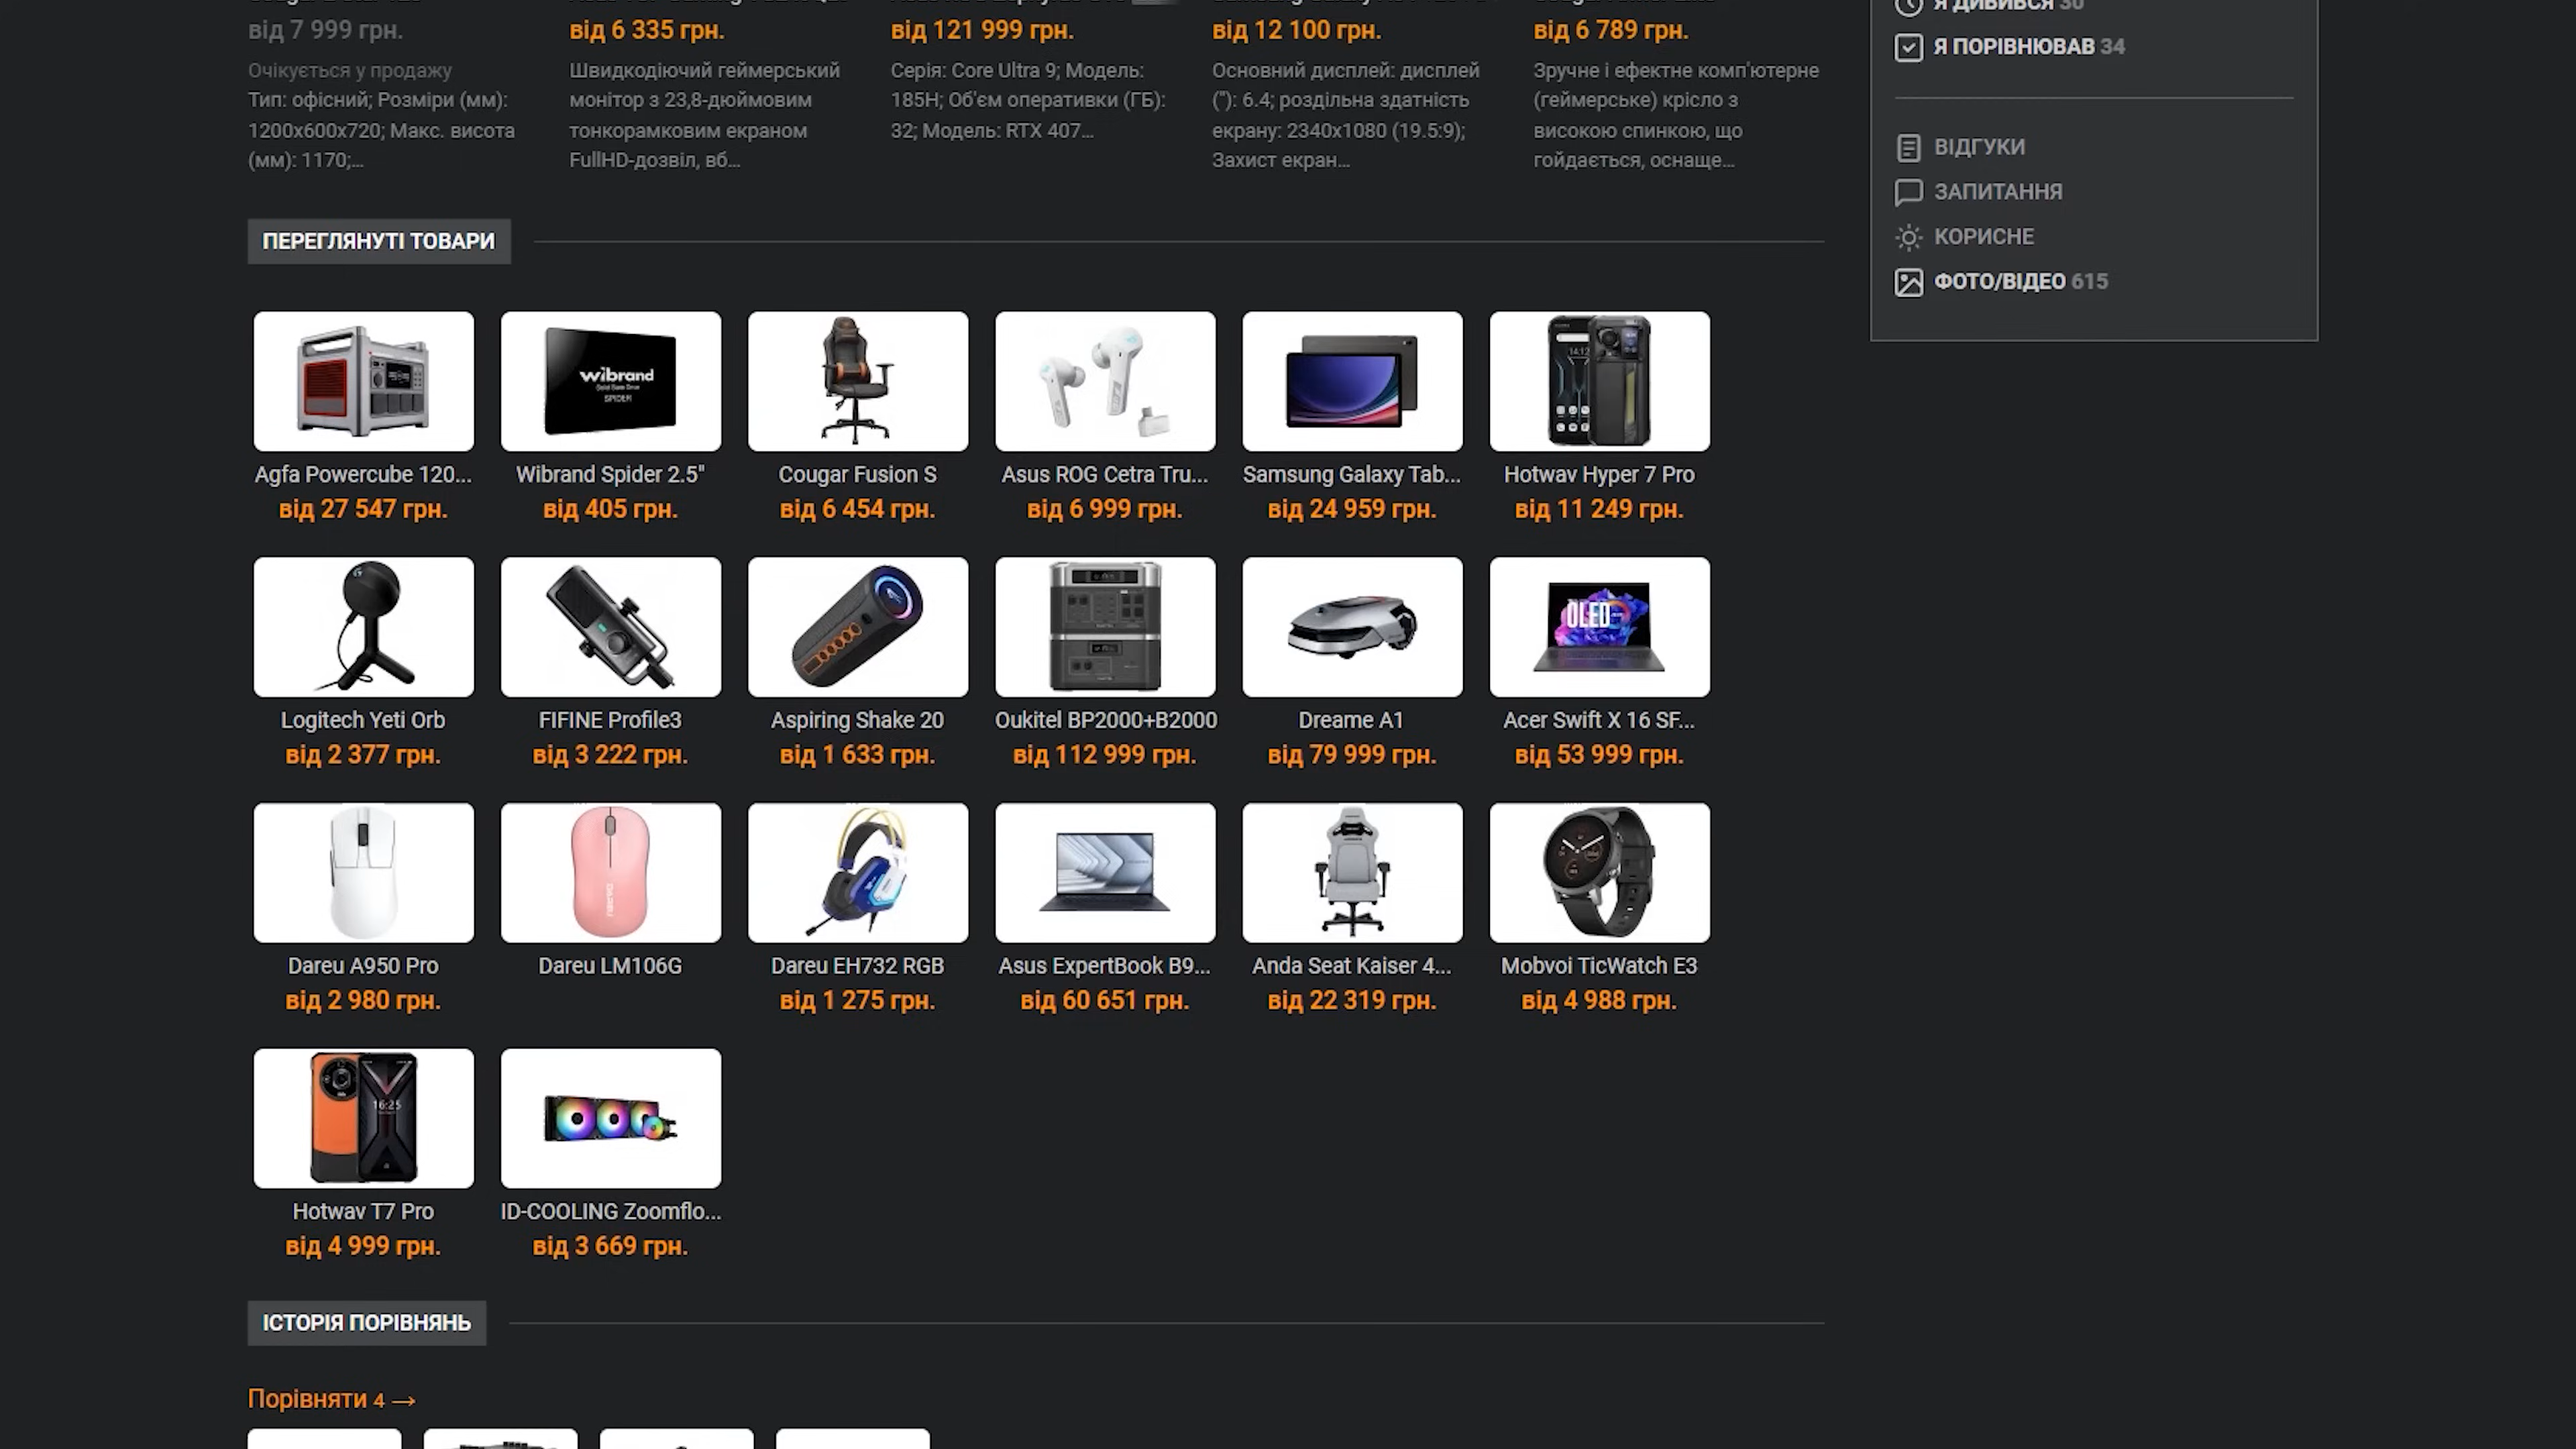 від 7 999 грн.
Очікується у продажу
Тип: офісний; Розміри (мм):
1200x600x720; Макс. висота
(мм): 1170;...
від 6 335 грн.
Швидкодіючий геймерський
монітор з 23,8-дюймовим
тонкорамковим екраном
FullHD-дозвіл, вб...
від 121 999 грн.
Серія: Core Ultra 9; Модель:
185H; Об'єм оперативки (ГБ):
32; Модель: RTX 407...
від 12 100 грн.
Основний дисплей: дисплей
("): 6.4; роздільна здатність
екрану: 2340x1080 (19.5:9);
Захист екран...
від 6 789 грн.
Зручне і ефектне комп'ютерне
(геймерське) крісло з
високою спинкою, що
гойдається, оснаще...
Я ДИВИВСЯ 30
Я ПОРІВНЮВАВ 34
ВІДГУКИ
ЗАПИТАННЯ
КОРИСНЕ
ФОТО/ВІДЕО 615
ПЕРЕГЛЯНУТІ ТОВАРИ
wibrand
Solid State Drive
SPIDER
Agfa Powercube 120...
від 27 547 грн.
Wibrand Spider 2.5"
від 405 грн.
Cougar Fusion S
від 6 454 грн.
Asus ROG Cetra Tru...
від 6 999 грн.
Samsung Galaxy Tab...
від 24 959 грн.
Hotwav Hyper 7 Pro
від 11 249 грн.
OLED
Logitech Yeti Orb
від 2 377 грн.
FIFINE Profile3
від 3 222 грн.
Aspiring Shake 20
від 1 633 грн.
Oukitel BP2000+B2000
від 112 999 грн.
Dreame A1
від 79 999 грн.
Acer Swift X 16 SF...
від 53 999 грн.
Dareu A950 Pro
від 2 980 грн.
Dareu LM106G
Dareu EH732 RGB
від 1 275 грн.
Asus ExpertBook B9...
від 60 651 грн.
Anda Seat Kaiser 4...
від 22 319 грн.
Mobvoi TicWatch E3
від 4 988 грн.
16:25
Hotwav T7 Pro
від 4 999 грн.
ID-COOLING Zoomflo...
від 3 669 грн.
ІСТОРІЯ ПОРІВНЯНЬ
Порівняти 4 →